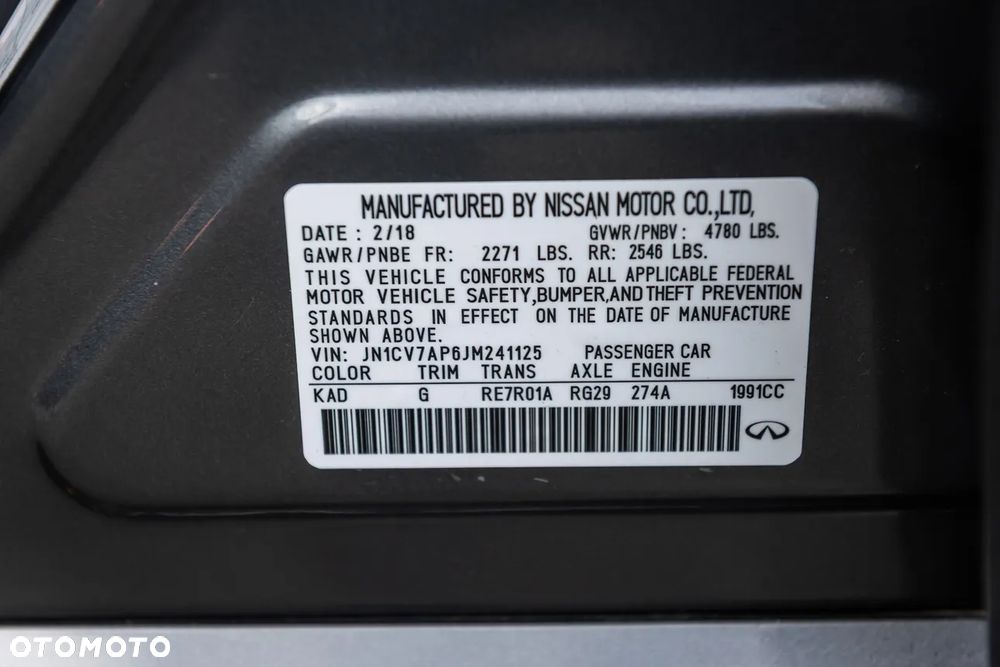 MANUFACTURED BY NISSAN MOTOR CO.,LTD,
DATE : 2/18 GVWR/PNBV : 4780 LBS.
GAWR/PNBE FR: 2271 LBS. RR: 2546 LBS.
THIS VEHICLE CONFORMS TO ALL APPLICABLE FEDERAL
MOTOR VEHICLE SAFETY,BUMPER,AND THEFT PREVENTION
STANDARDS IN EFFECT ON THE DATE OF MANUFACTURE
SHOWN ABOVE.
VIN: JN1CV7AP6JM241125 PASSENGER CAR
COLOR TRIM TRANS AXLE ENGINE
KAD G RE7R01A RG29 274A 1991CC
OTOMOTO